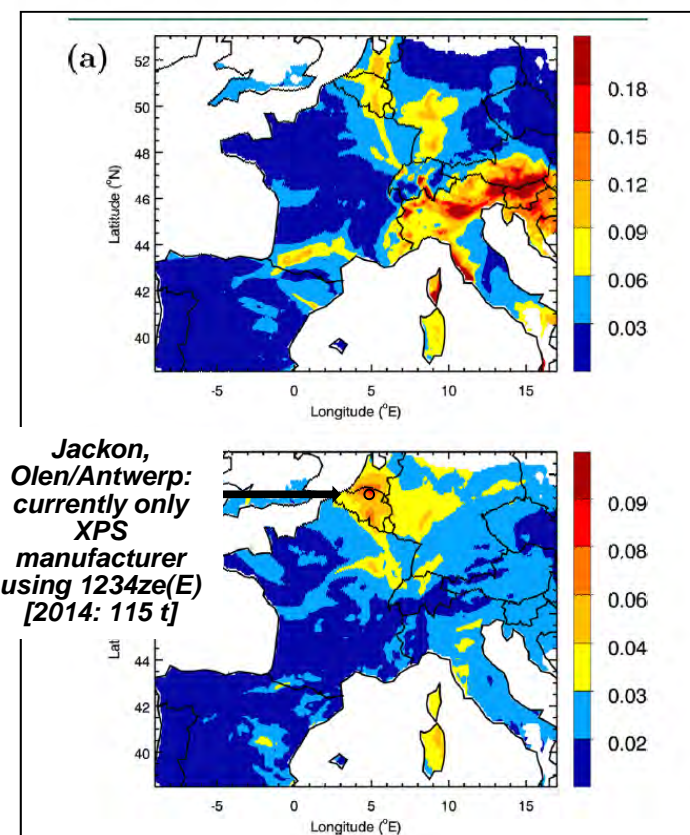 (a)
52
50
48
46
44
42
40
Latitude (°N)
-5
0
5
10
15
Longitude (°E)
0.18
0.15
0.12
0.09
0.06
0.03
Jackon,
Olen/Antwerp:
currently only
XPS
manufacturer
using 1234ze(E)
[2014: 115 t]
Lati
44
42
40
-5
0
5
10
15
Longitude (°E)
0.09
0.08
0.06
0.04
0.03
0.02